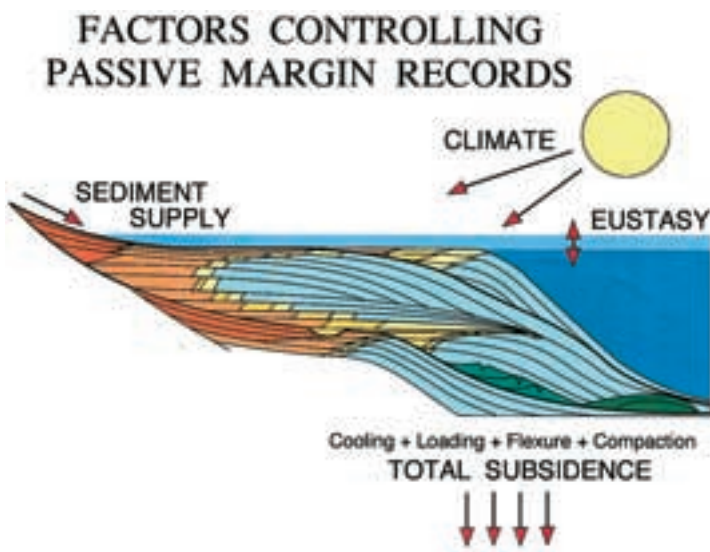 FACTORS CONTROLLING
PASSIVE MARGIN RECORDS
CLIMATE
SEDIMENT
SUPPLY
EUSTASY
Cooling + Loading + Flexure + Compaction
TOTAL SUBSIDENCE